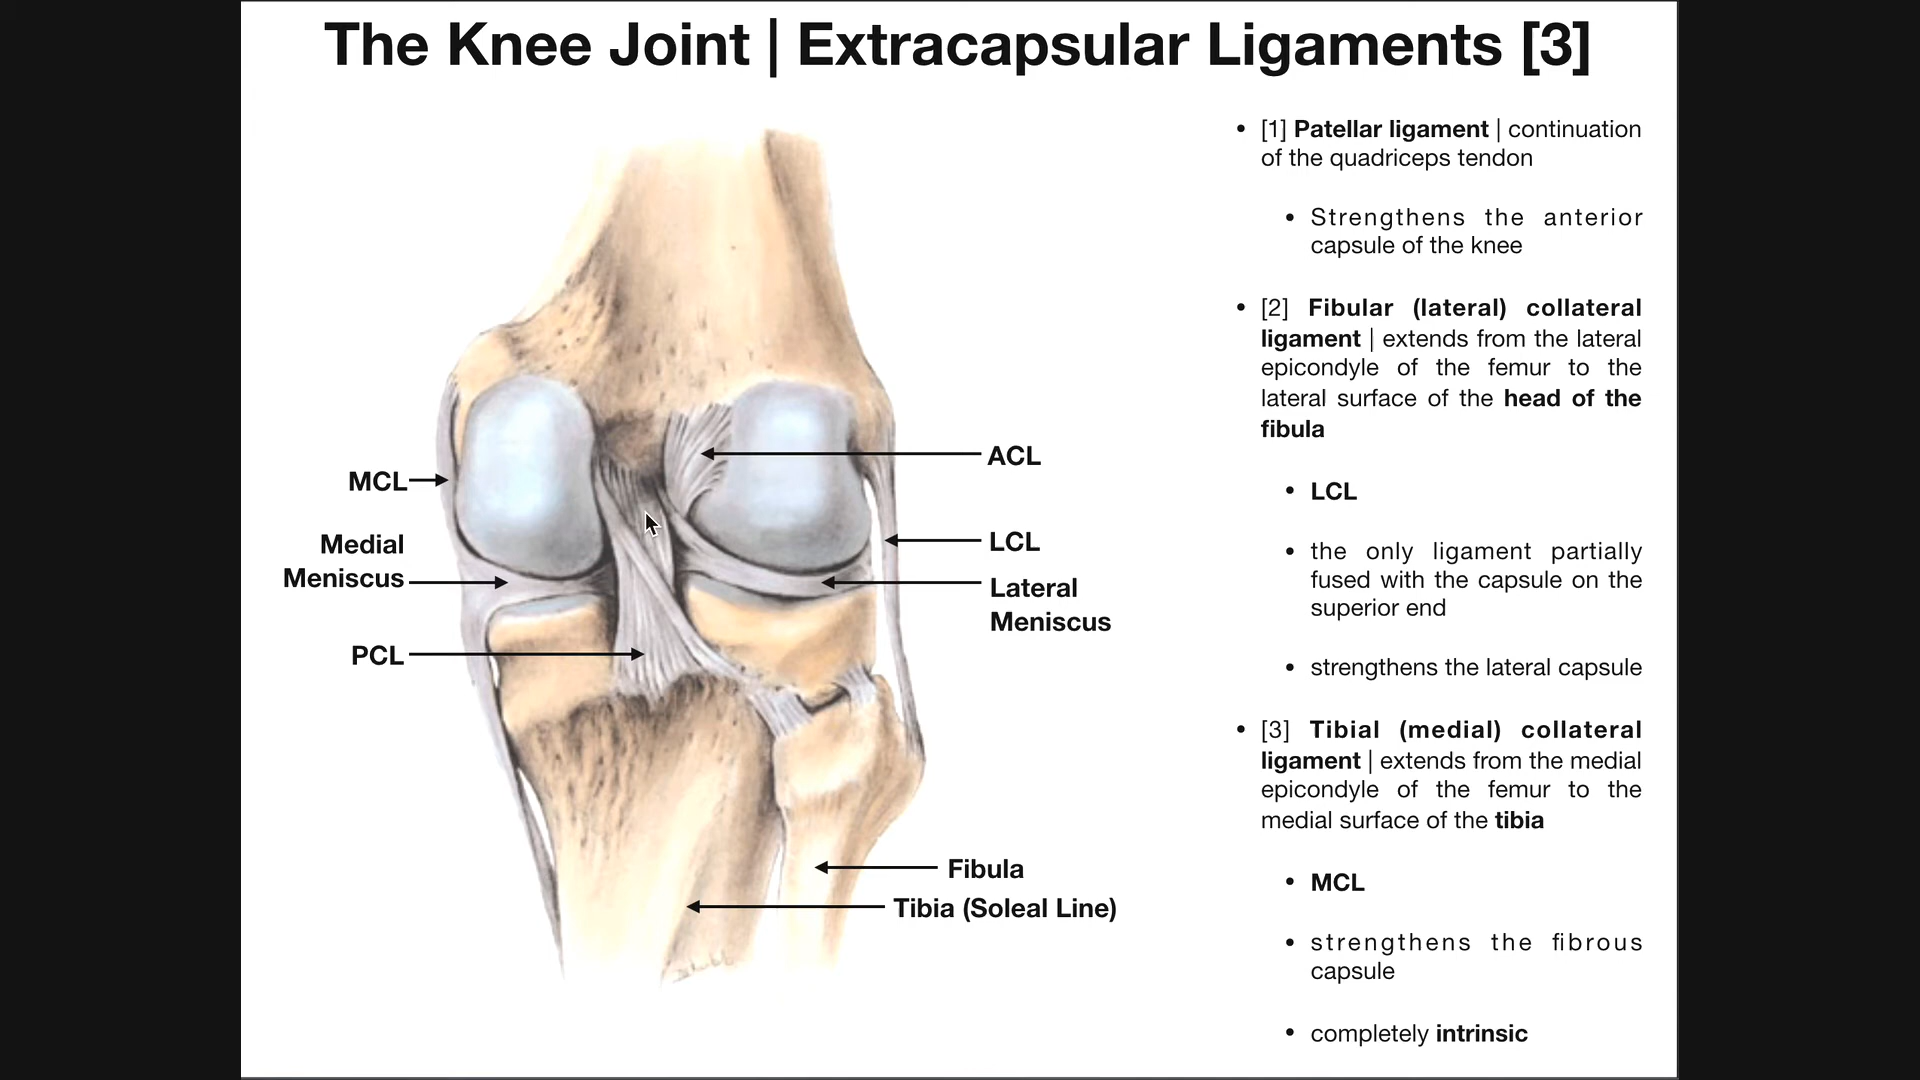 The Knee Joint | Extracapsular Ligaments [3]
MCL
Medial
Meniscus
PCL
ACL
LCL
Lateral
Meniscus
Fibula
Tibia (Soleal Line)
• [1] Patellar ligament | continuation
of the quadriceps tendon
• Strengthens the anterior
capsule of the knee
• [2] Fibular (lateral) collateral
ligament | extends from the lateral
epicondyle of the femur to the
lateral surface of the head of the
fibula
• LCL
• the only ligament partially
fused with the capsule on the
superior end
• strengthens the lateral capsule
• [3] Tibial (medial) collateral
ligament | extends from the medial
epicondyle of the femur to the
medial surface of the tibia
• MCL
• strengthens the fibrous
capsule
• completely intrinsic